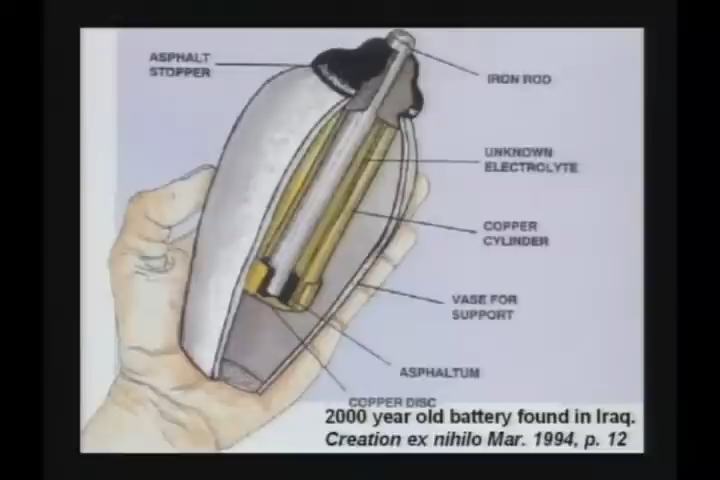 ASPHALT
STOPPER
IRON ROD
UNKNOWN
ELECTROLYTE
COPPER
CYLINDER
VASE FOR
SUPPORT
ASPHALTUM
COPPER DISC
2000 year old battery found in Iraq.
Creation ex nihilo Mar. 1994, p. 12